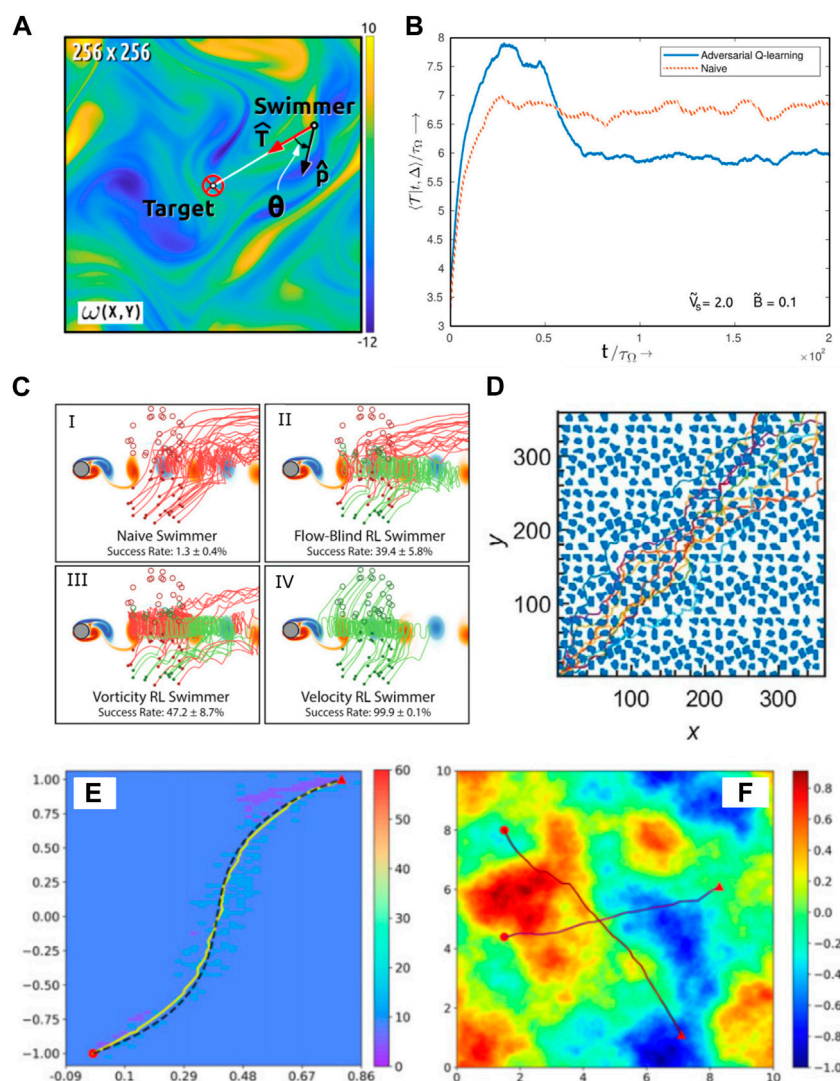 A
256 x 256
10
Swimmer
T̂
p̂
θ
Target
ω(X,Y)
-12
B
8
7.5
7
6.5
6
5.5
5
4.5
4
3.5
3
⟨𝒯|t, Δ⟩/τ_Ω →
Adversarial Q-learning
Naive
Ṽ_s = 2.0 B̃ = 0.1
0 0.5 1 1.5 2
t/τ_Ω →
×10²
C
I
Naive Swimmer
Success Rate: 1.3 ± 0.4%
II
Flow-Blind RL Swimmer
Success Rate: 39.4 ± 5.8%
III
Vorticity RL Swimmer
Success Rate: 47.2 ± 8.7%
IV
Velocity RL Swimmer
Success Rate: 99.9 ± 0.1%
D
300
200
100
y
100 200 300
x
E
1.00
0.75
0.50
0.25
0.00
−0.25
−0.50
−0.75
−1.00
-0.09 0.1 0.29 0.48 0.67 0.86
60
50
40
30
20
10
0
F
10
8
6
4
2
0
0 2 4 6 8 10
0.8
0.6
0.4
0.2
0.0
−0.2
−0.4
−0.6
−0.8
−1.0